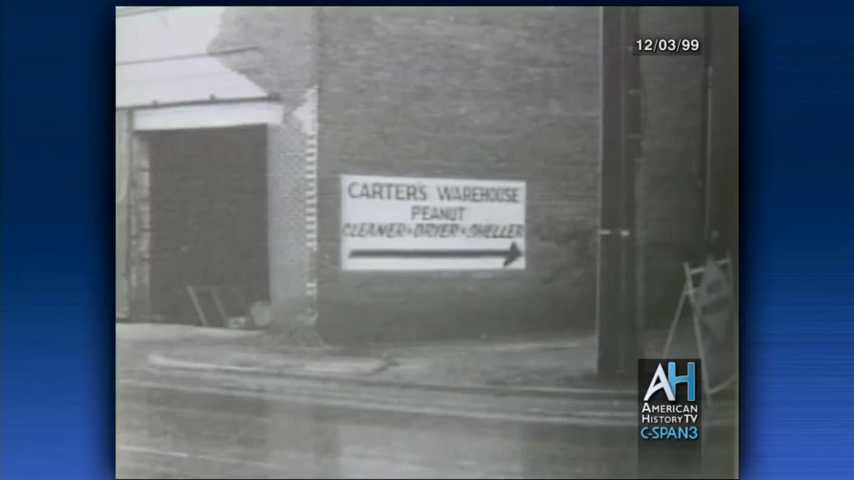 12/03/99
CARTERS WAREHOUSE
PEANUT
CLEANER-DRYER-SHELLER
AH
AMERICAN
HISTORY TV
C-SPAN3